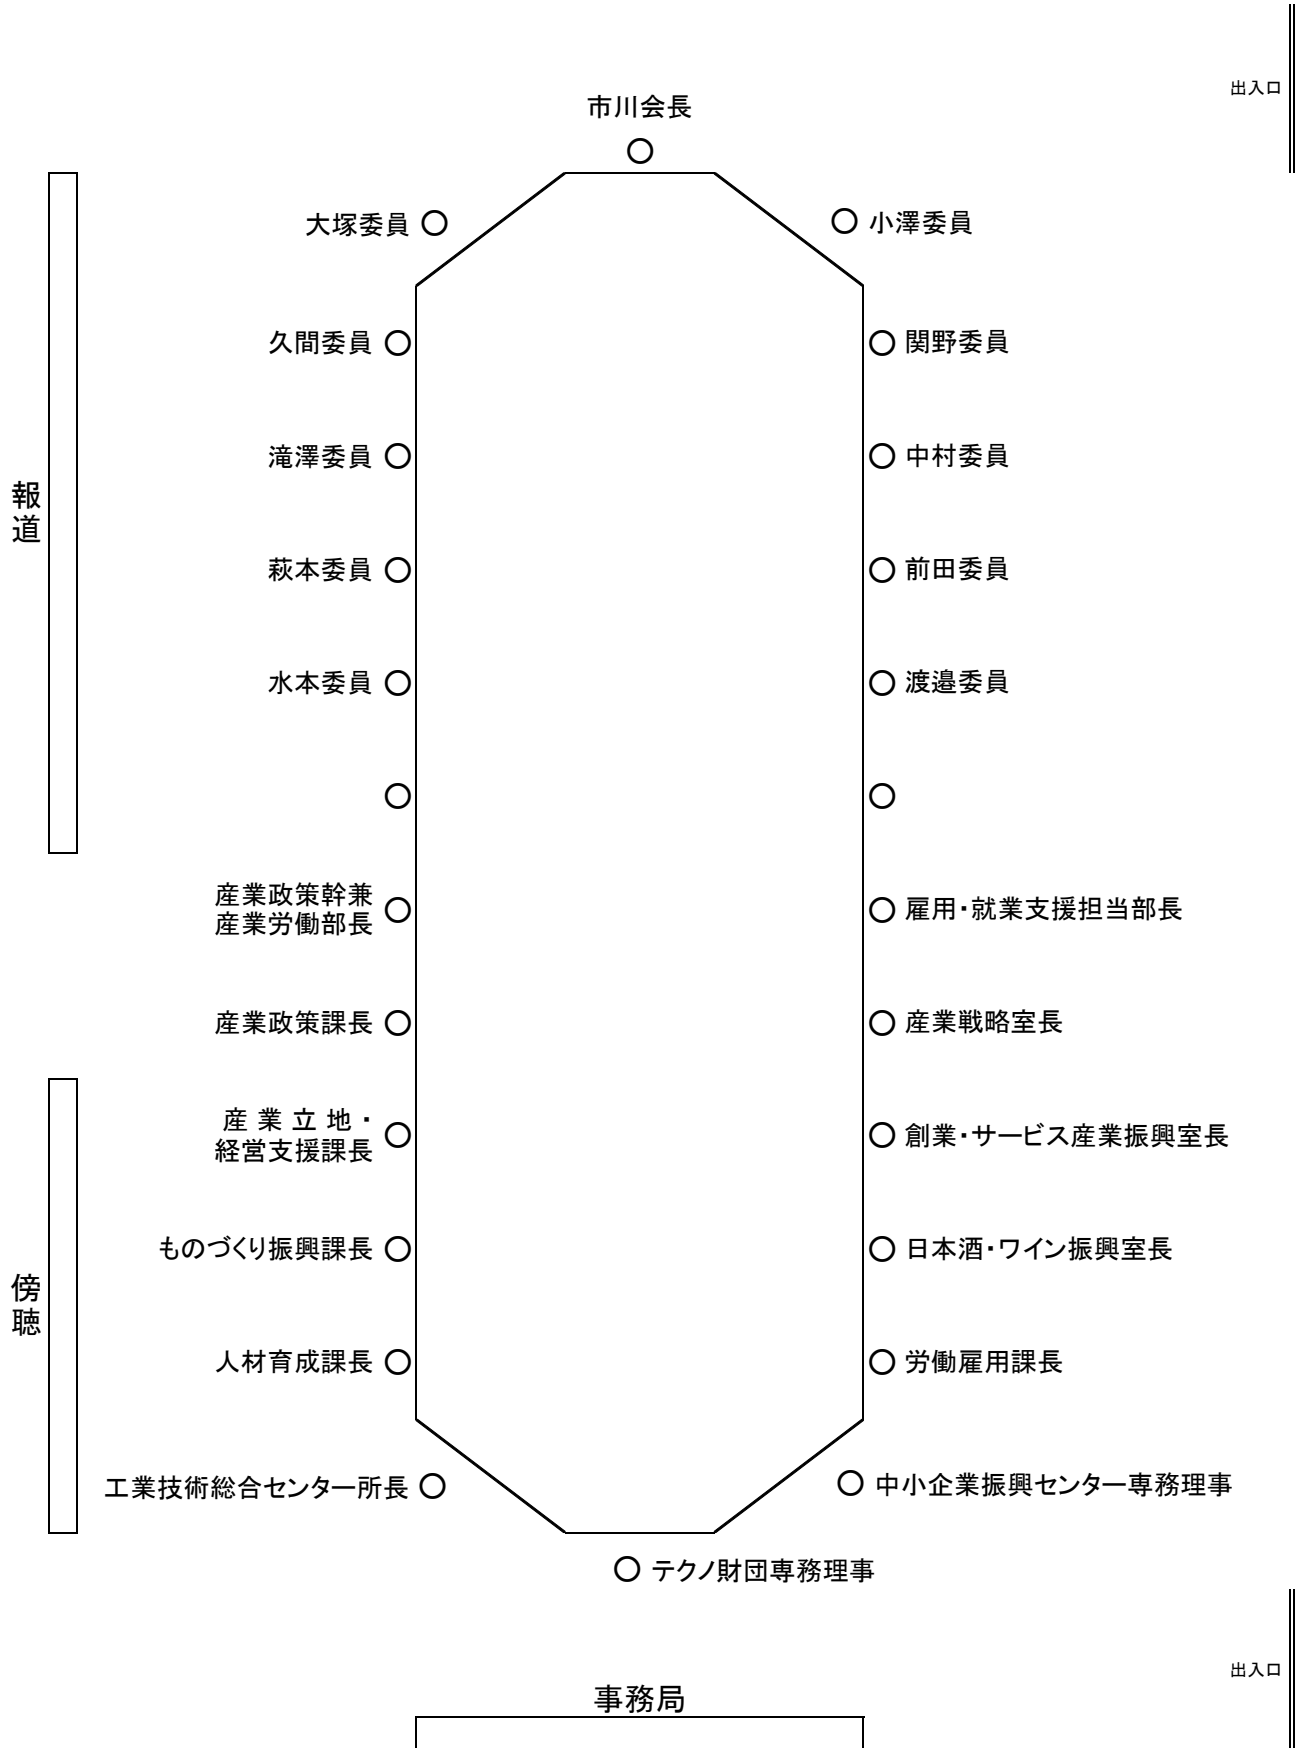 出入口
市川会長
○
大塚委員 ○
○ 小澤委員
久間委員 ○
○ 関野委員
滝澤委員 ○
○ 中村委員
報道
萩本委員 ○
○ 前田委員
水本委員 ○
○ 渡邉委員
○
○
産業政策幹兼
産業労働部長 ○
○ 雇用・就業支援担当部長
産業政策課長 ○
○ 産業戦略室長
産業立地・
経営支援課長 ○
○ 創業・サービス産業振興室長
ものづくり振興課長 ○
○ 日本酒・ワイン振興室長
傍聴
人材育成課長 ○
○ 労働雇用課長
工業技術総合センター所長 ○
○ 中小企業振興センター専務理事
○ テクノ財団専務理事
出入口
事務局